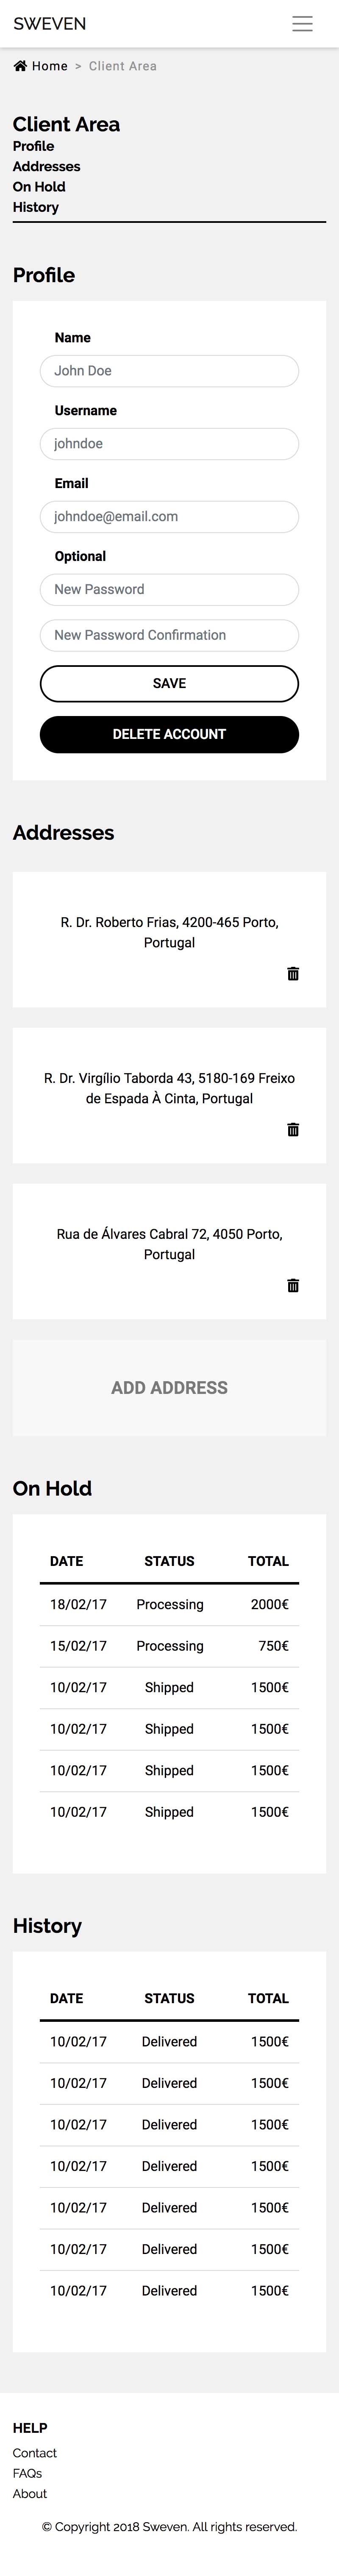 SWEVEN
Home > Client Area
Client Area
Profile
Addresses
On Hold
History
Profile
Name
John Doe
Username
johndoe
Email
johndoe@email.com
Optional
New Password
New Password Confirmation
SAVE
DELETE ACCOUNT
Addresses
R. Dr. Roberto Frias, 4200-465 Porto,
Portugal
R. Dr. Virgílio Taborda 43, 5180-169 Freixo
de Espada À Cinta, Portugal
Rua de Álvares Cabral 72, 4050 Porto,
Portugal
ADD ADDRESS
On Hold
DATE STATUS TOTAL
18/02/17 Processing 2000€
15/02/17 Processing 750€
10/02/17 Shipped 1500€
10/02/17 Shipped 1500€
10/02/17 Shipped 1500€
10/02/17 Shipped 1500€
History
DATE STATUS TOTAL
10/02/17 Delivered 1500€
10/02/17 Delivered 1500€
10/02/17 Delivered 1500€
10/02/17 Delivered 1500€
10/02/17 Delivered 1500€
10/02/17 Delivered 1500€
10/02/17 Delivered 1500€
HELP
Contact
FAQs
About
© Copyright 2018 Sweven. All rights reserved.